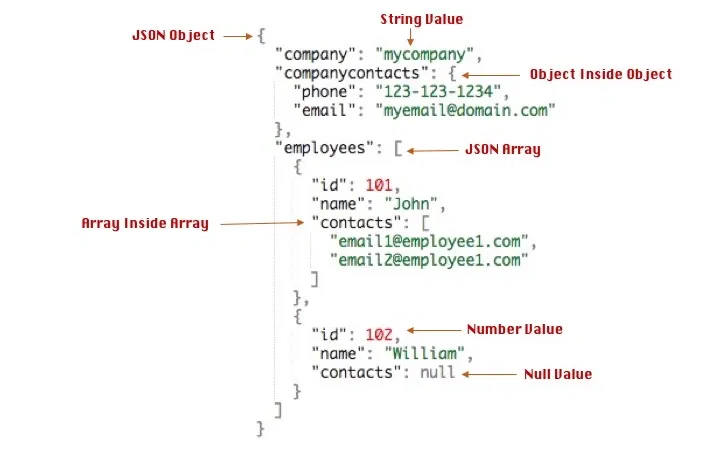 String Value
JSON Object {
"company": "mycompany",
"companycontacts": { Object Inside Object
"phone": "123-123-1234",
"email": "myemail@domain.com"
},
"employees": [ JSON Array
{
"id": 101,
"name": "John",
Array Inside Array "contacts": [
"email1@employee1.com",
"email2@employee1.com"
]
},
{
"id": 102, Number Value
"name": "William",
"contacts": null Null Value
}
]
}